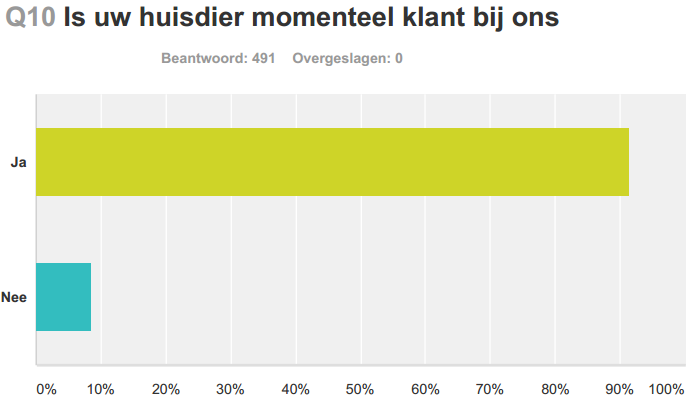 Q10 Is uw huisdier momenteel klant bij ons
Beantwoord: 491 Overgeslagen: 0
Ja
Nee
0% 10% 20% 30% 40% 50% 60% 70% 80% 90% 100%